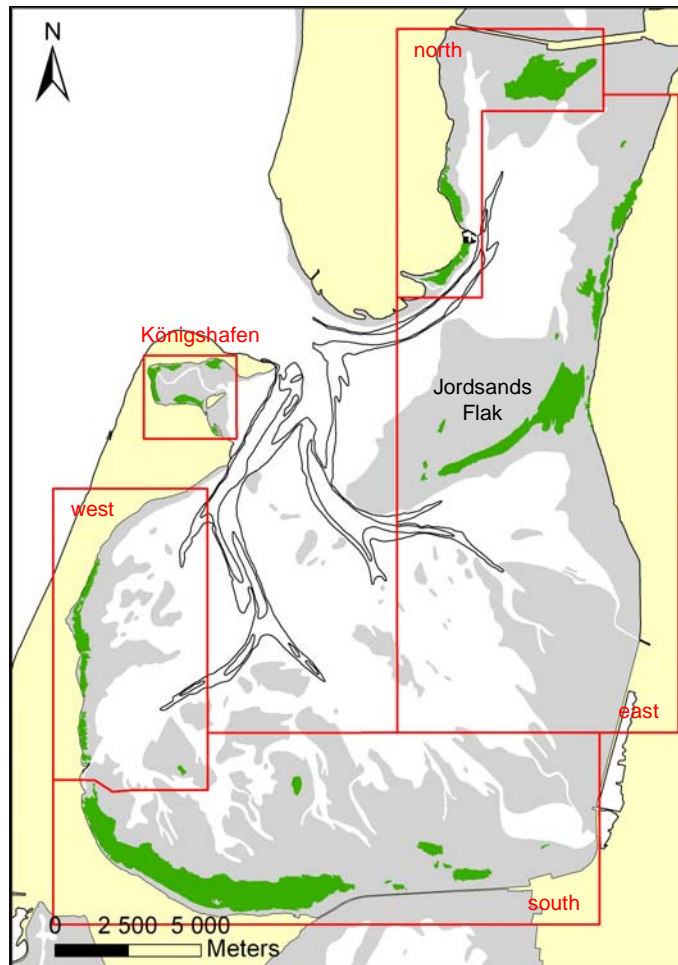 N
north
Königshafen
Jordsands
Flak
west
east
south
0 2 500 5 000
Meters